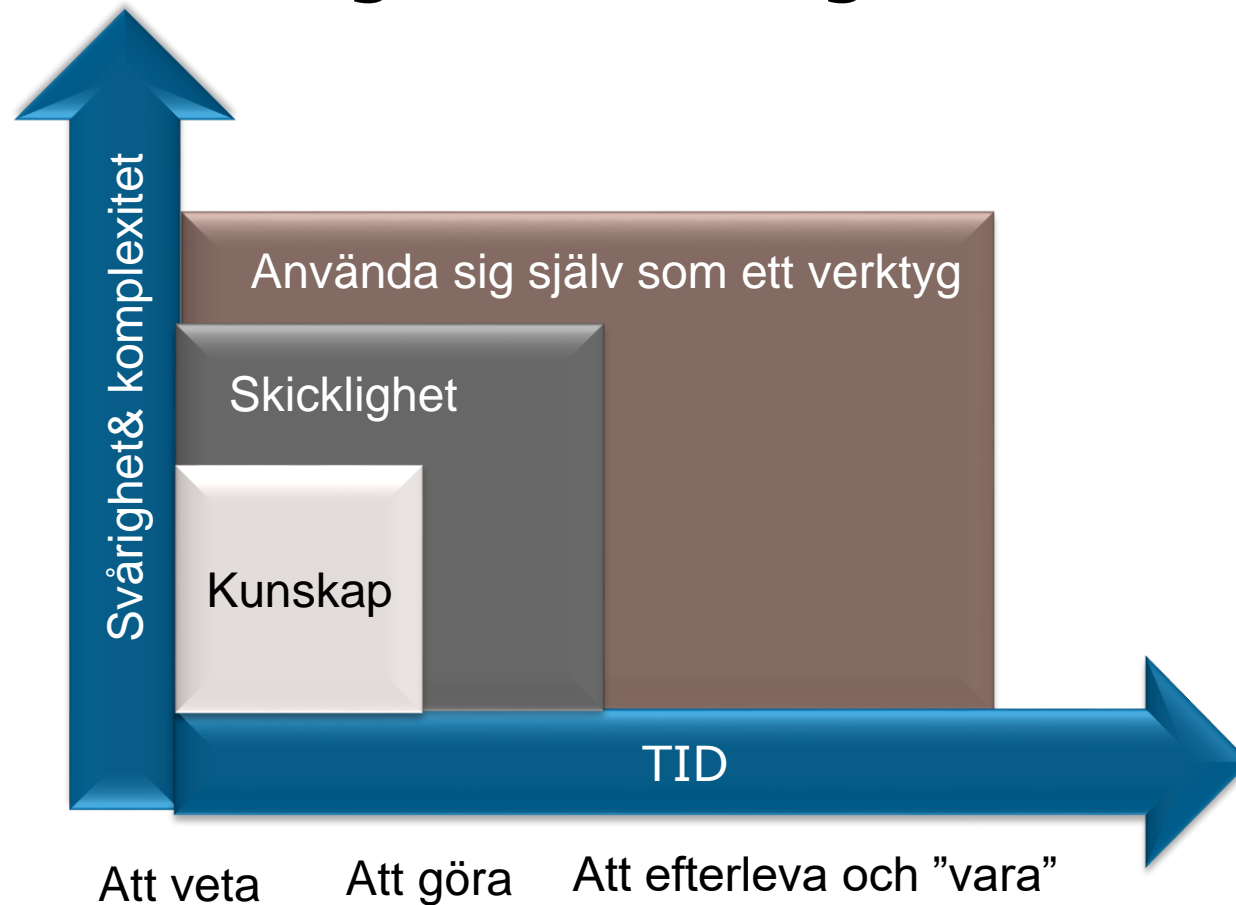 Svårighet& komplexitet
Använda sig själv som ett verktyg
Skicklighet
Kunskap
TID
Att veta
Att göra
Att efterleva och ”vara”